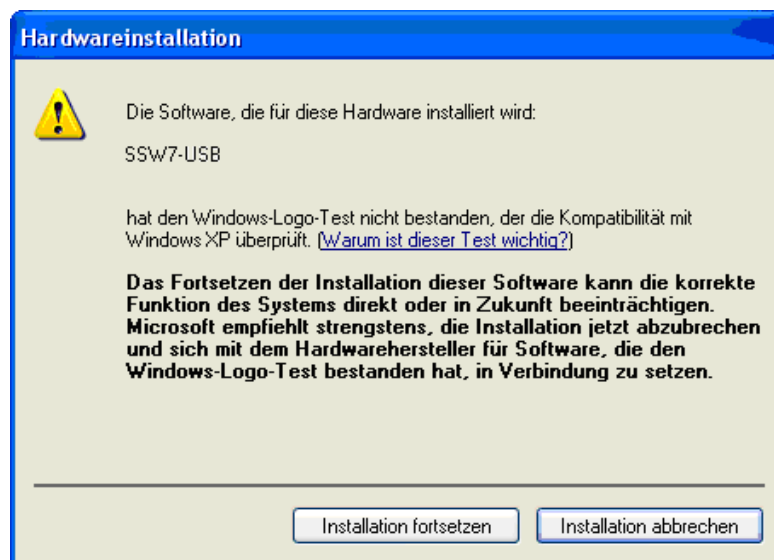 Hardwareinstallation
Die Software, die für diese Hardware installiert wird:
SSW7-USB
hat den Windows-Logo-Test nicht bestanden, der die Kompatibilität mit
Windows XP überprüft. (Warum ist dieser Test wichtig?)
Das Fortsetzen der Installation dieser Software kann die korrekte
Funktion des Systems direkt oder in Zukunft beeinträchtigen.
Microsoft empfiehlt strengstens, die Installation jetzt abzubrechen
und sich mit dem Hardwarehersteller für Software, die den
Windows-Logo-Test bestanden hat, in Verbindung zu setzen.
Installation fortsetzen Installation abbrechen